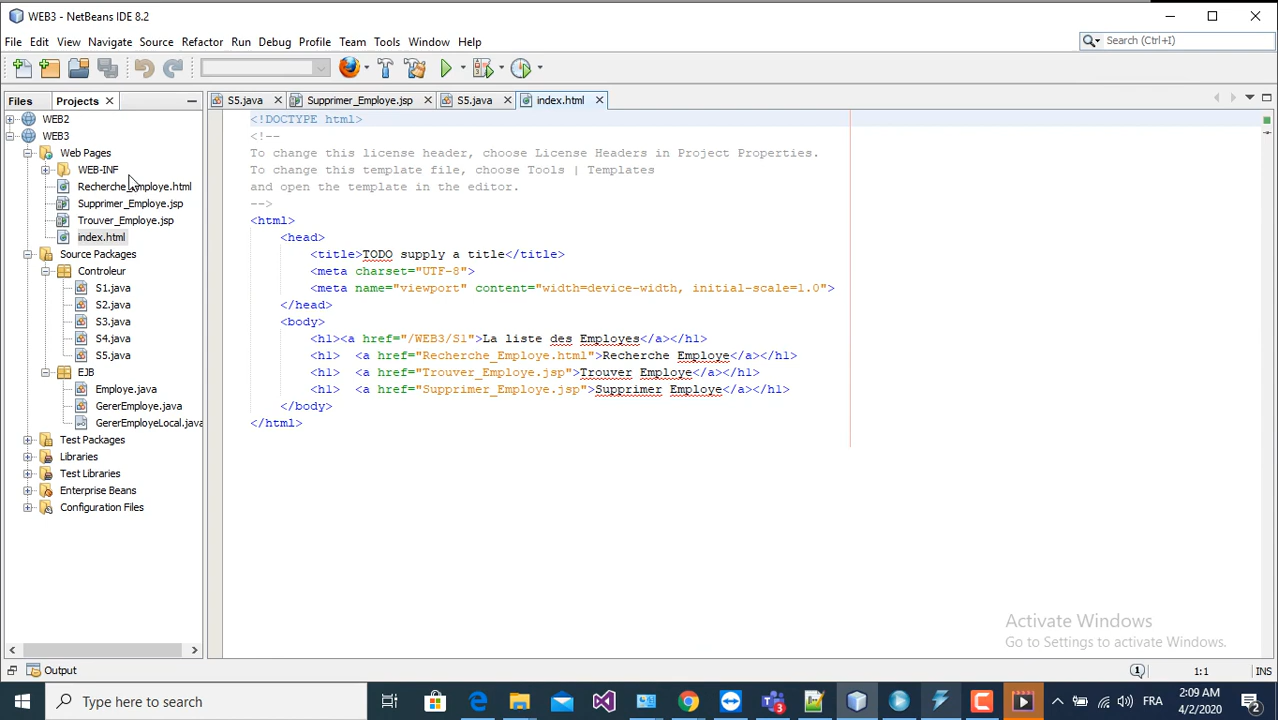 WEB3 - NetBeans IDE 8.2
File Edit View Navigate Source Refactor Run Debug Profile Team Tools Window Help
Search (Ctrl+I)
Files Projects
S5.java Supprimer_Employe.jsp S5.java index.html
WEB2
WEB3
Web Pages
WEB-INF
Recherche_Employe.html
Supprimer_Employe.jsp
Trouver_Employe.jsp
index.html
Source Packages
Controleur
S1.java
S2.java
S3.java
S4.java
S5.java
EJB
Employe.java
GererEmploye.java
GererEmployeLocal.java
Test Packages
Libraries
Test Libraries
Enterprise Beans
Configuration Files
<!DOCTYPE html>
<!--
To change this license header, choose License Headers in Project Properties.
To change this template file, choose Tools | Templates
and open the template in the editor.
-->
<html>
<head>
<title>TODO supply a title</title>
<meta charset="UTF-8">
<meta name="viewport" content="width=device-width, initial-scale=1.0">
</head>
<body>
<h1><a href="/WEB3/S1">La liste des Employes</a></h1>
<h1>  <a href="Recherche_Employe.html">Recherche Employe</a></h1>
<h1>  <a href="Trouver_Employe.jsp">Trouver Employe</a></h1>
<h1>  <a href="Supprimer_Employe.jsp">Supprimer Employe</a></h1>
</body>
</html>
Activate Windows
Go to Settings to activate Windows.
Output
1
1:1
INS
Type here to search
3
FRA
2:09 AM
4/2/2020
2